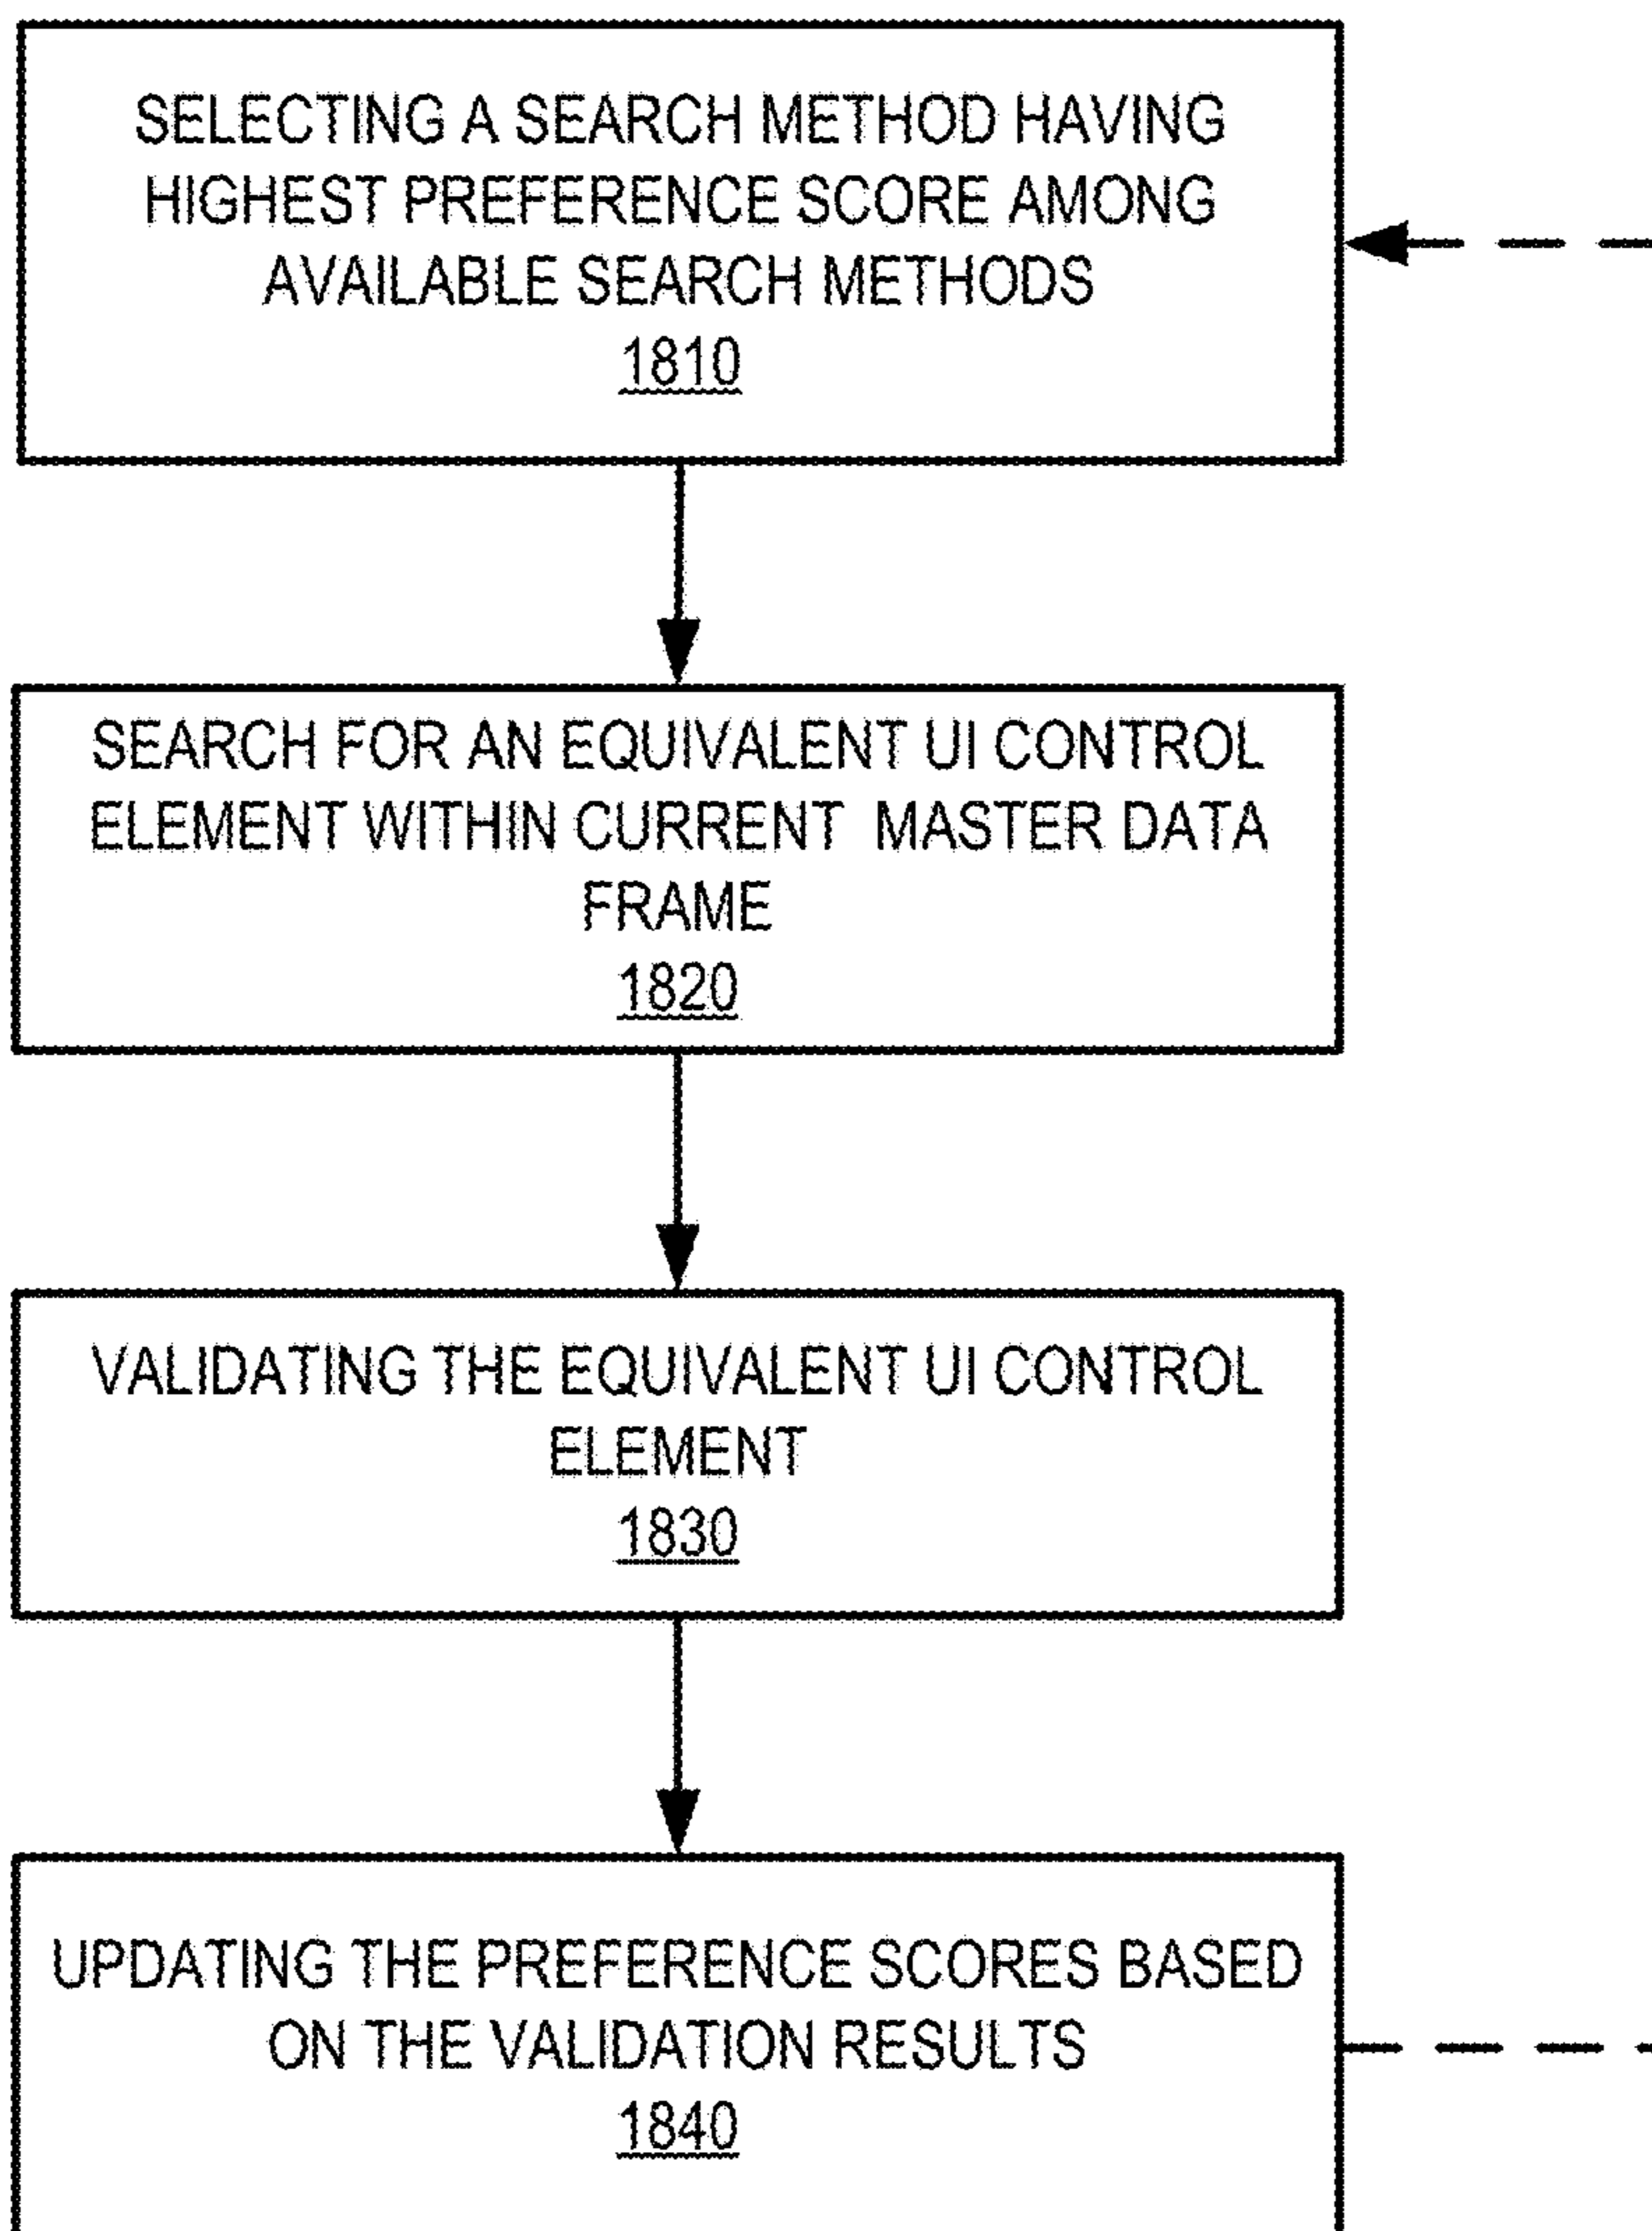 SELECTING A SEARCH METHOD HAVING
HIGHEST PREFERENCE SCORE AMONG
AVAILABLE SEARCH METHODS
1810
SEARCH FOR AN EQUIVALENT UI CONTROL
ELEMENT WITHIN CURRENT MASTER DATA
FRAME
1820
VALIDATING THE EQUIVALENT UI CONTROL
ELEMENT
1830
UPDATING THE PREFERENCE SCORES BASED
ON THE VALIDATION RESULTS
1840